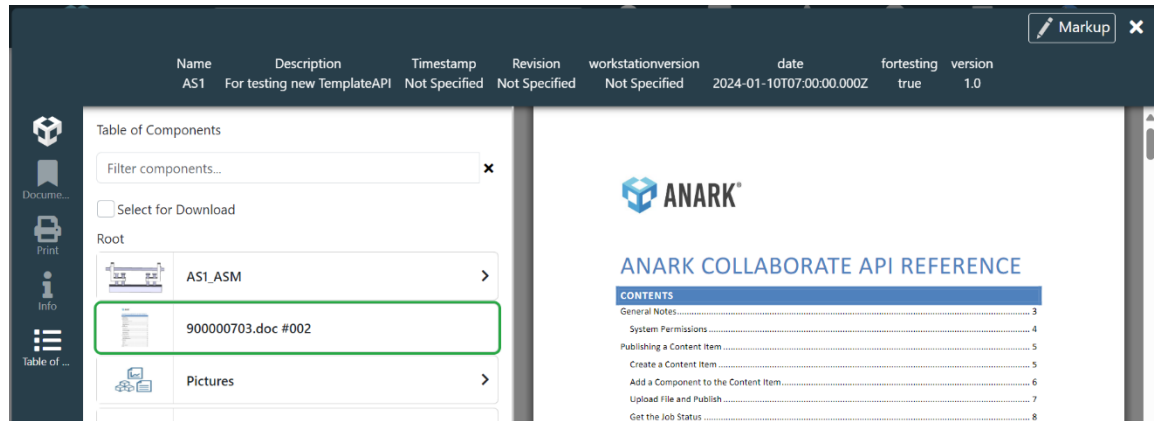 Markup
Name Description Timestamp Revision workstationversion date fortesting version
AS1 For testing new TemplateAPI Not Specified Not Specified Not Specified 2024-01-10T07:00:00.000Z true 1.0
Docume...
Print
Info
Table of ...
Table of Components
Filter components...
Select for Download
Root
AS1_ASM
900000703.doc #002
Pictures
ANARK®
ANARK COLLABORATE API REFERENCE
CONTENTS
General Notes 3
System Permissions 4
Publishing a Content Item 5
Create a Content Item 5
Add a Component to the Content Item 6
Upload File and Publish 7
Get the Job Status 8